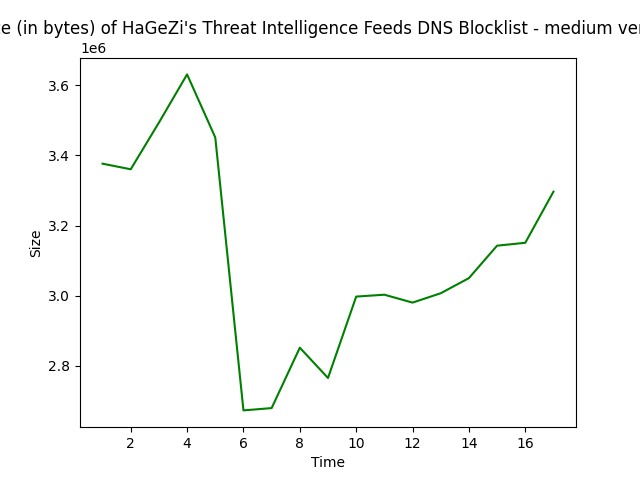 (in bytes) of HaGeZi's Threat Intelligence Feeds DNS Blocklist - medium
1e6
3.6
3.4
3.2
3.0
2.8
Size
2 4 6 8 10 12 14 16
Time